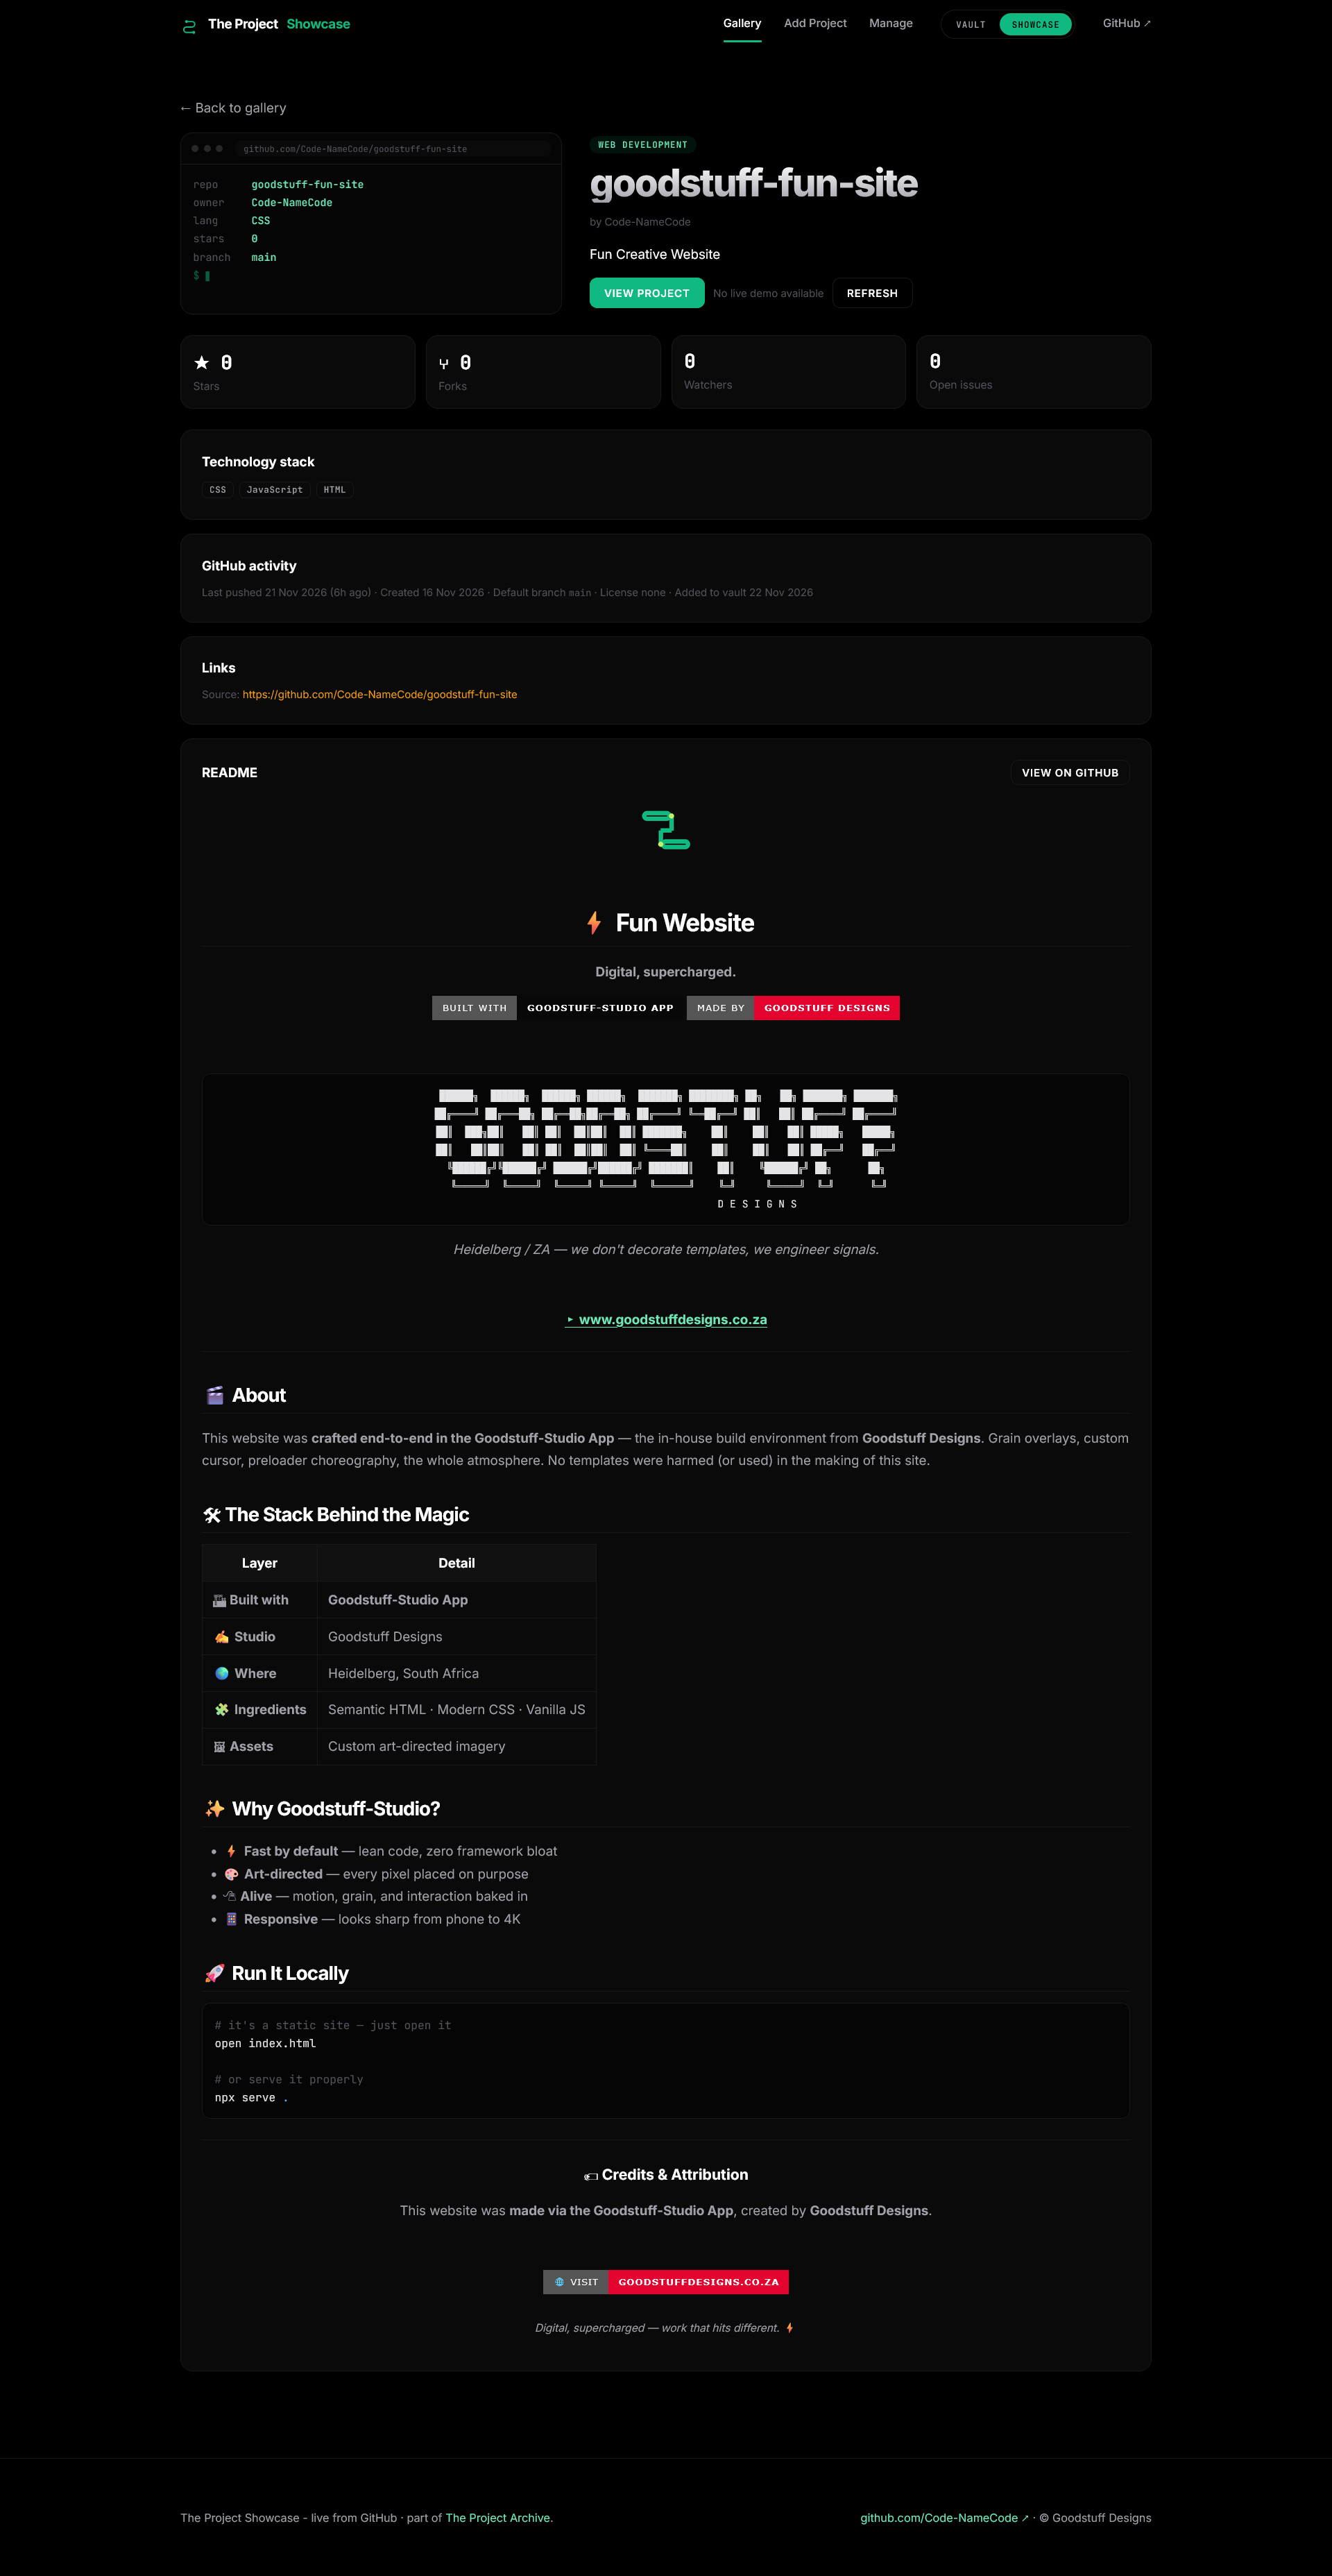 The Project Showcase
Gallery
Add Project
Manage
VAULT
SHOWCASE
GitHub ↗
← Back to gallery
github.com/Code-NameCode/goodstuff-fun-site
repo goodstuff-fun-site
owner Code-NameCode
lang CSS
stars 0
branch main
$
WEB DEVELOPMENT
goodstuff-fun-site
by Code-NameCode
Fun Creative Website
VIEW PROJECT
No live demo available
REFRESH
★ 0
Stars
0
Forks
0
Watchers
0
Open issues
Technology stack
CSS
JavaScript
HTML
GitHub activity
Last pushed 21 Nov 2026 (6h ago) · Created 16 Nov 2026 · Default branch main · License none · Added to vault 22 Nov 2026
Links
Source: https://github.com/Code-NameCode/goodstuff-fun-site
README
VIEW ON GITHUB
⚡ Fun Website
Digital, supercharged.
BUILT WITH GOODSTUFF-STUDIO APP
MADE BY GOODSTUFF DESIGNS
D E S I G N S
Heidelberg / ZA — we don't decorate templates, we engineer signals.
▸ www.goodstuffdesigns.co.za
🎬 About
This website was crafted end-to-end in the Goodstuff-Studio App — the in-house build environment from Goodstuff Designs. Grain overlays, custom
cursor, preloader choreography, the whole atmosphere. No templates were harmed (or used) in the making of this site.
🛠 The Stack Behind the Magic
Layer Detail
Built with Goodstuff-Studio App
✍ Studio Goodstuff Designs
🌍 Where Heidelberg, South Africa
🧩 Ingredients Semantic HTML · Modern CSS · Vanilla JS
🖼 Assets Custom art-directed imagery
✨ Why Goodstuff-Studio?
• ⚡ Fast by default — lean code, zero framework bloat
• 🎨 Art-directed — every pixel placed on purpose
• 🖱 Alive — motion, grain, and interaction baked in
• 📱 Responsive — looks sharp from phone to 4K
🚀 Run It Locally
# it's a static site — just open it
open index.html
# or serve it properly
npx serve .
🏷 Credits & Attribution
This website was made via the Goodstuff-Studio App, created by Goodstuff Designs.
🌐 VISIT GOODSTUFFDESIGNS.CO.ZA
Digital, supercharged — work that hits different. ⚡
The Project Showcase - live from GitHub · part of The Project Archive.
github.com/Code-NameCode ↗ · © Goodstuff Designs